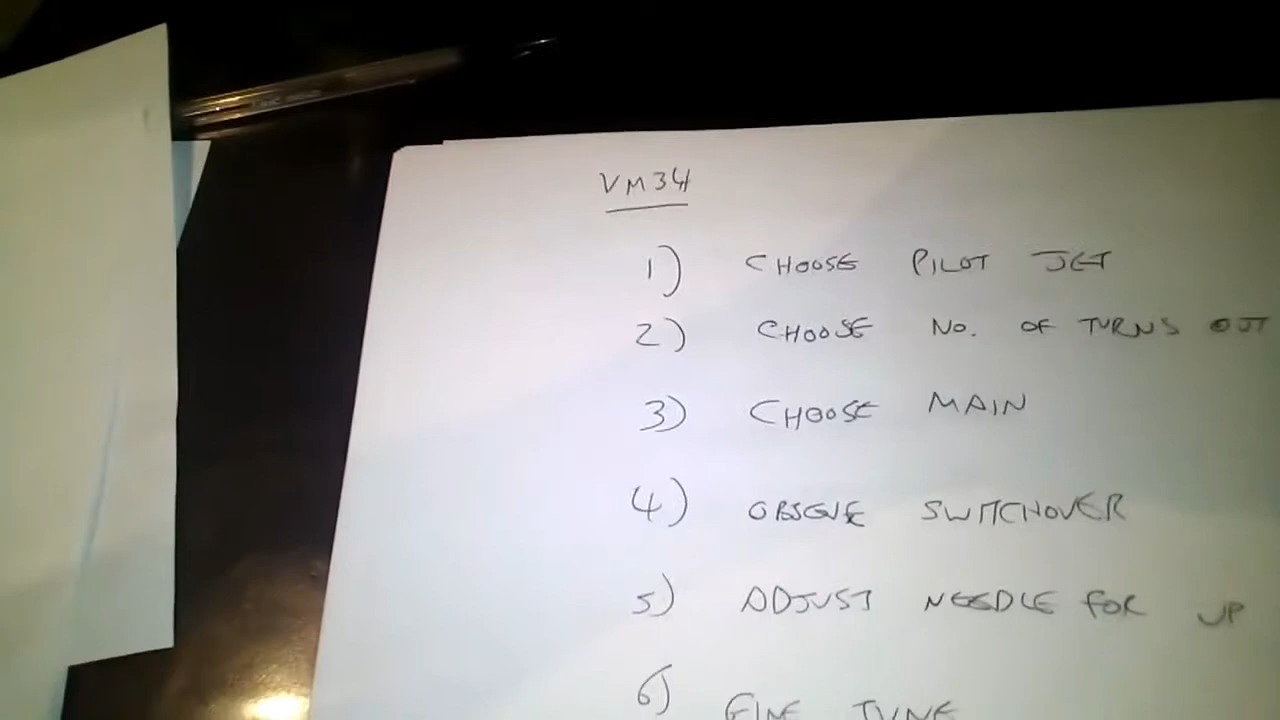 VM34
1) CHOOSE PILOT JET
2) CHOOSE NO. OF TURNS OUT
3) CHOOSE MAIN
4) OBSERVE SWITCHOVER
5) ADJUST NEEDLE FOR UP
6) FINE TUNE